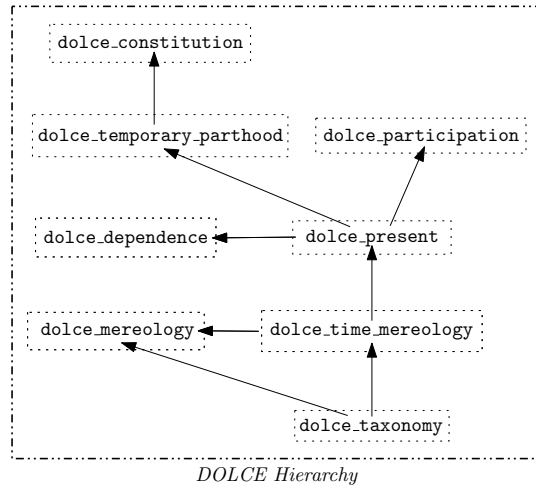 dolce_constitution
dolce_temporary_parthood
dolce_participation
dolce_dependence
dolce_present
dolce_mereology
dolce_time_mereology
dolce_taxonomy
DOLCE Hierarchy